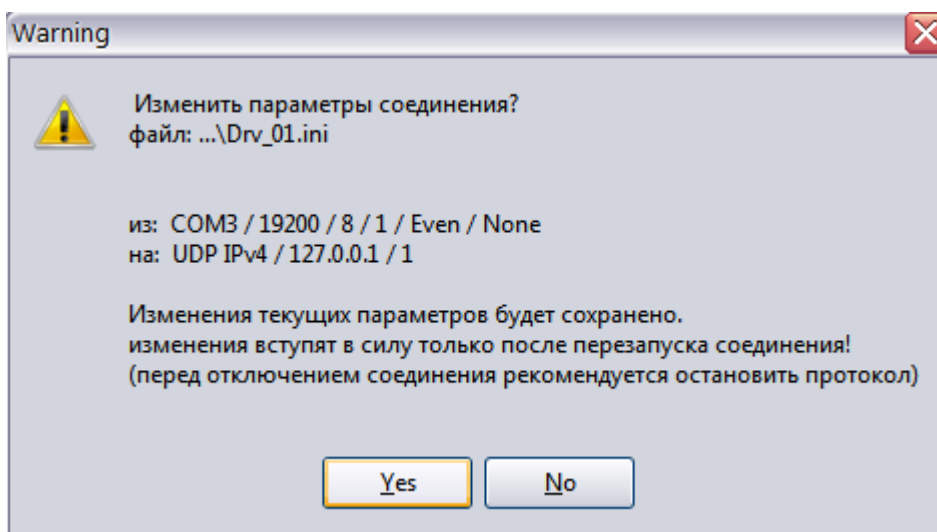 Warning
Изменить параметры соединения?
файл: ...\Drv_01.ini
из: COM3 / 19200 / 8 / 1 / Even / None
на: UDP IPv4 / 127.0.0.1 / 1
Изменения текущих параметров будет сохранено.
изменения вступят в силу только после перезапуска соединения!
(перед отключением соединения рекомендуется остановить протокол)
Yes No